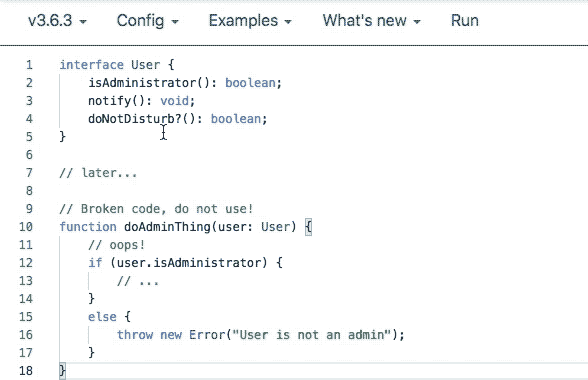 v3.6.3 Config Examples What's new Run
1 interface User {
2     isAdministrator(): boolean;
3     notify(): void;
4     doNotDisturb?(): boolean;
5 }
6
7 // later...
8
9 // Broken code, do not use!
10 function doAdminThing(user: User) {
11     // oops!
12     if (user.isAdministrator) {
13         // ...
14     }
15     else {
16         throw new Error("User is not an admin");
17     }
18 }